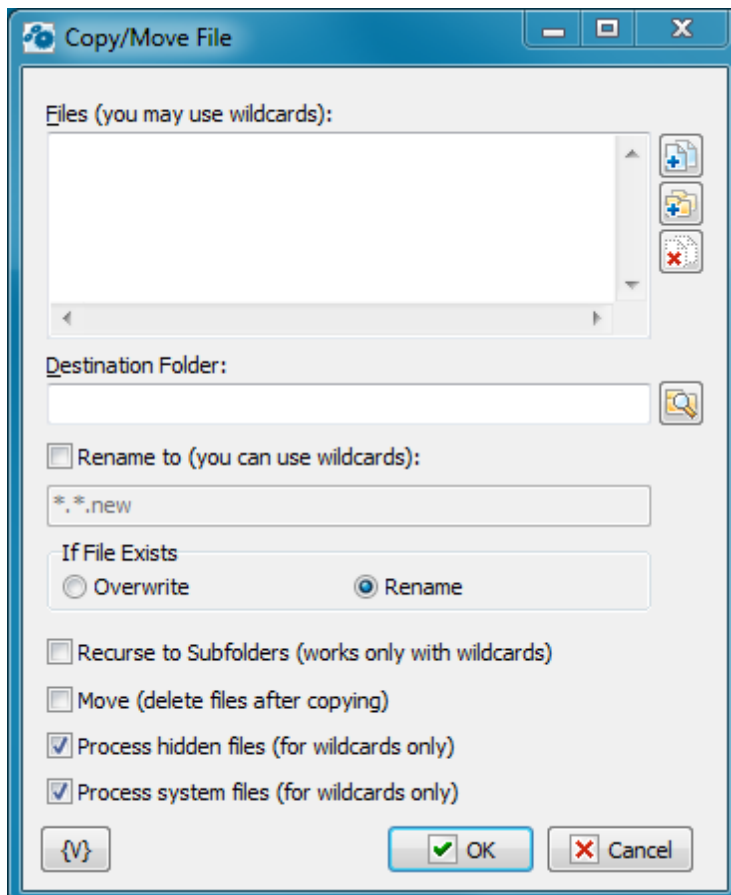 Copy/Move File
Files (you may use wildcards):
Destination Folder:
Rename to (you can use wildcards):
*.*.new
If File Exists
Overwrite
Rename
Recurse to Subfolders (works only with wildcards)
Move (delete files after copying)
Process hidden files (for wildcards only)
Process system files (for wildcards only)
{V}
OK
Cancel